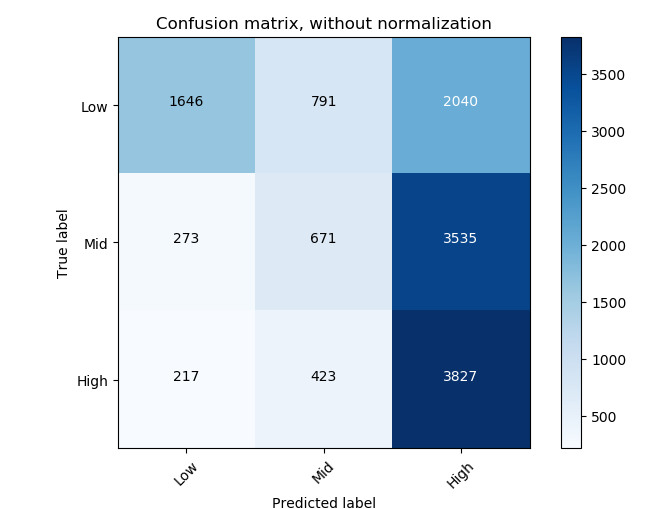 Confusion matrix, without normalization
Low 1646 791 2040
Mid 273 671 3535
High 217 423 3827
Low Mid High
True label
Predicted label
3500
3000
2500
2000
1500
1000
500